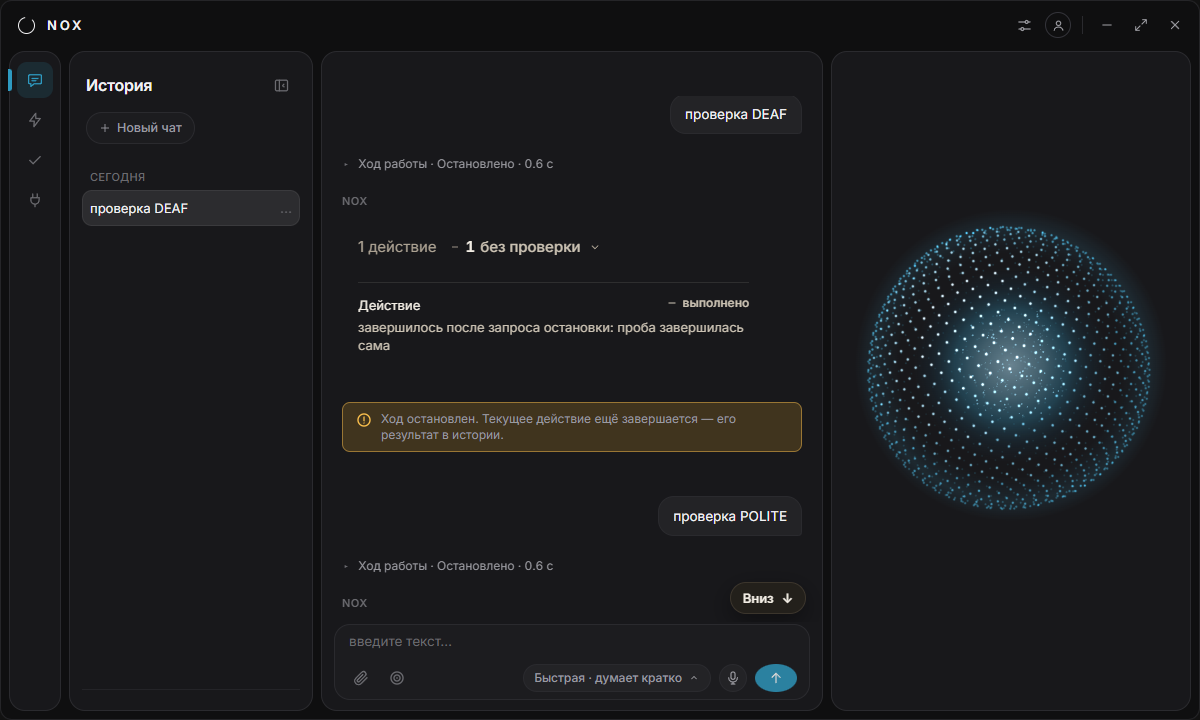 NOX
История
+ Новый чат
СЕГОДНЯ
проверка DEAF
...
проверка DEAF
Ход работы · Остановлено · 0.6 с
NOX
1 действие – 1 без проверки
Действие
– выполнено
завершилось после запроса остановки: проба завершилась
сама
Ход остановлен. Текущее действие ещё завершается — его
результат в истории.
проверка POLITE
Ход работы · Остановлено · 0.6 с
NOX
Вниз ↓
введите текст...
Быстрая · думает кратко